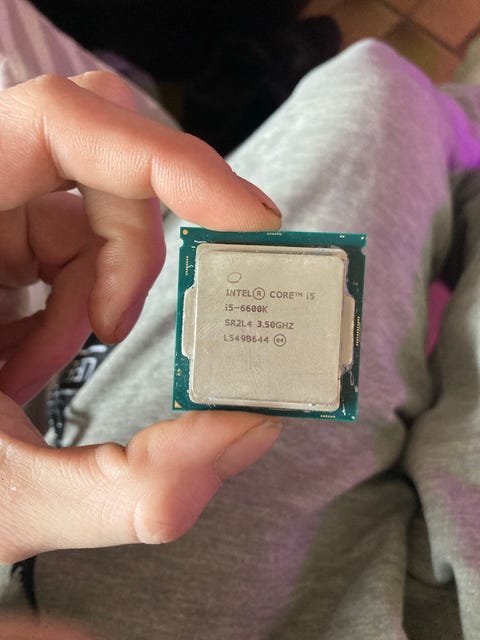 INTEL® CORE™ i5
i5-6600K
SR2L4 3.50GHZ
L549B644 e4